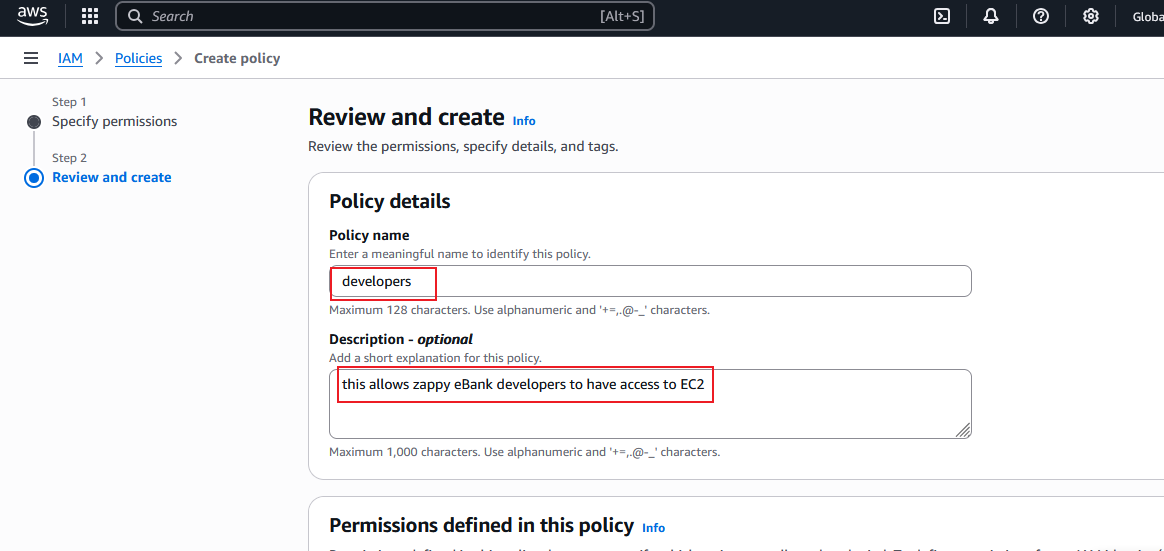 aws
Search
[Alt+S]
Globa
IAM > Policies > Create policy
Step 1
Specify permissions
Step 2
Review and create
Review and create Info
Review the permissions, specify details, and tags.
Policy details
Policy name
Enter a meaningful name to identify this policy.
developers
Maximum 128 characters. Use alphanumeric and '+=,.@-_' characters.
Description - optional
Add a short explanation for this policy.
this allows zappy eBank developers to have access to EC2
Maximum 1,000 characters. Use alphanumeric and '+=,.@-_' characters.
Permissions defined in this policy Info